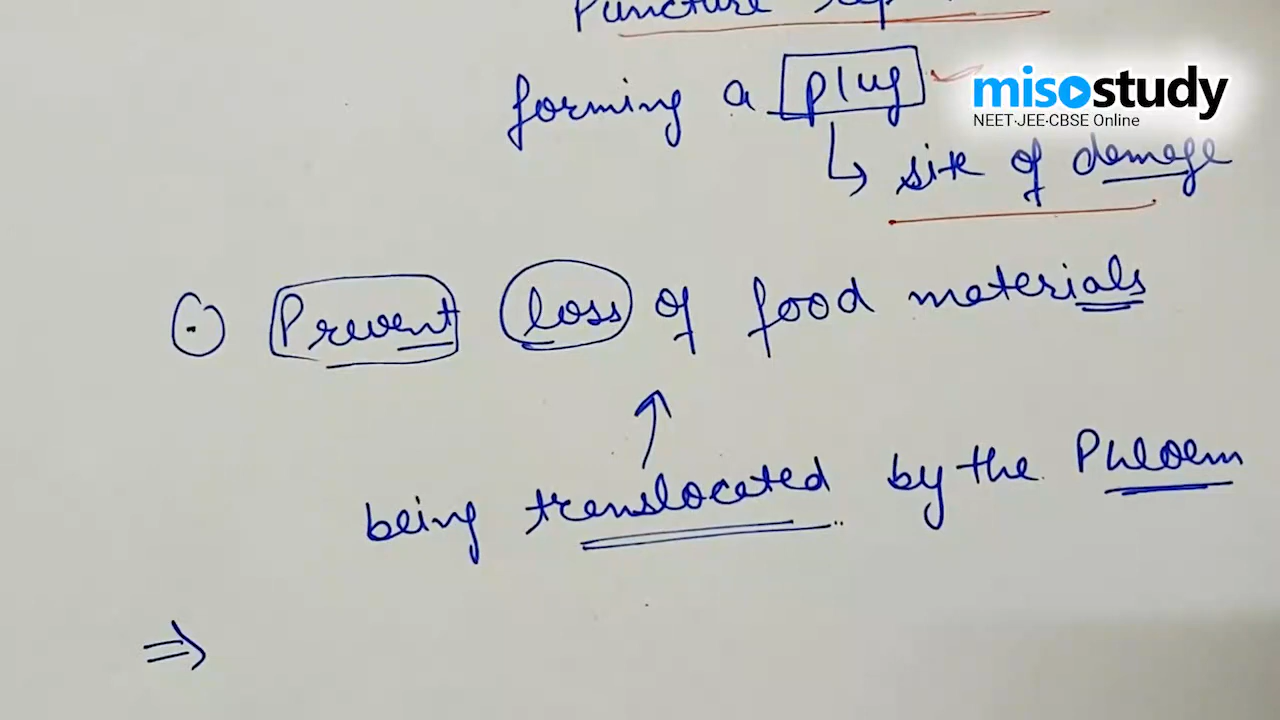 Puncture
forming a plug
misostudy
NEET-JEE-CBSE Online
↳ site of damage
⊙ Prevent loss of food materials
↑
being translocated by the Phloem
⇒